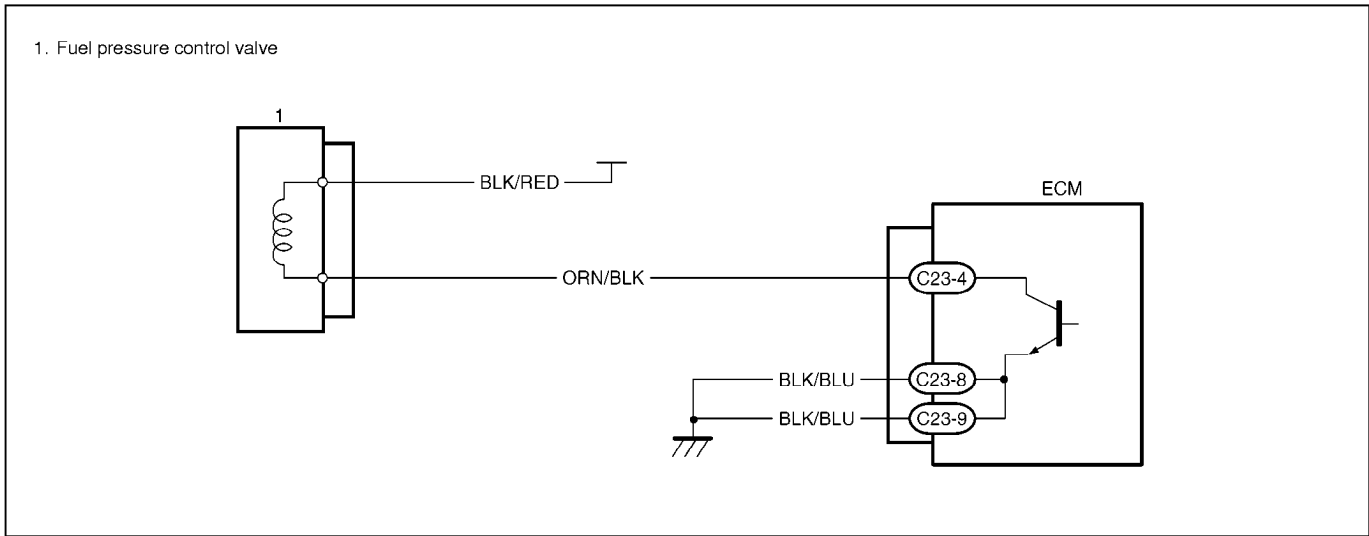 1. Fuel pressure control valve
1
BLK/RED
ECM
ORN/BLK
C23-4
BLK/BLU
C23-8
BLK/BLU
C23-9